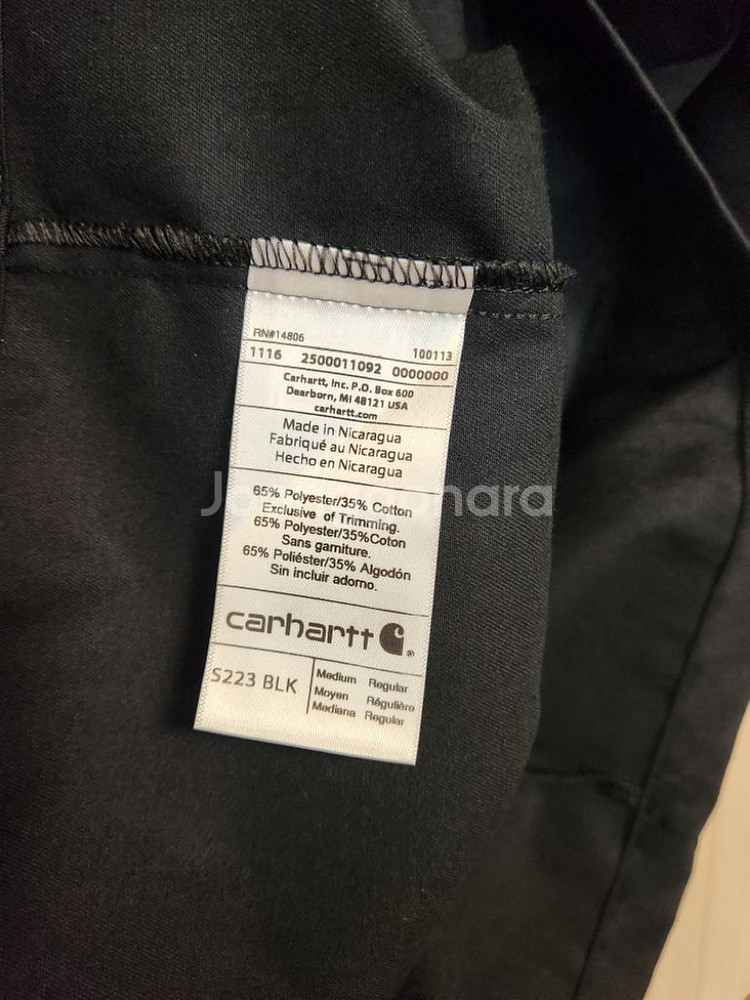 RN#14806 100113
1116 2500011092 0000000
Carhartt, Inc. P.O. Box 600
Dearborn, MI 48121 USA
carhartt.com
Made in Nicaragua
Fabriqué au Nicaragua
Hecho en Nicaragua
65% Polyester/35% Cotton
Exclusive of Trimming.
65% Polyester/35%Coton
Sans garniture.
65% Poliéster/35% Algodón
Sin incluir adorno.
carhartt ®
S223 BLK
Medium Regular
Moyen Régulière
Mediana Regular